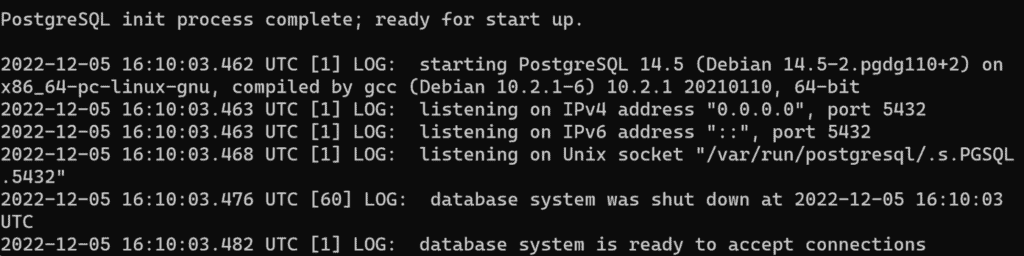 PostgreSQL init process complete; ready for start up.
2022-12-05 16:10:03.462 UTC [1] LOG:  starting PostgreSQL 14.5 (Debian 14.5-2.pgdg110+2) on
x86_64-pc-linux-gnu, compiled by gcc (Debian 10.2.1-6) 10.2.1 20210110, 64-bit
2022-12-05 16:10:03.463 UTC [1] LOG:  listening on IPv4 address "0.0.0.0", port 5432
2022-12-05 16:10:03.463 UTC [1] LOG:  listening on IPv6 address "::", port 5432
2022-12-05 16:10:03.468 UTC [1] LOG:  listening on Unix socket "/var/run/postgresql/.s.PGSQL
.5432"
2022-12-05 16:10:03.476 UTC [60] LOG:  database system was shut down at 2022-12-05 16:10:03
UTC
2022-12-05 16:10:03.482 UTC [1] LOG:  database system is ready to accept connections